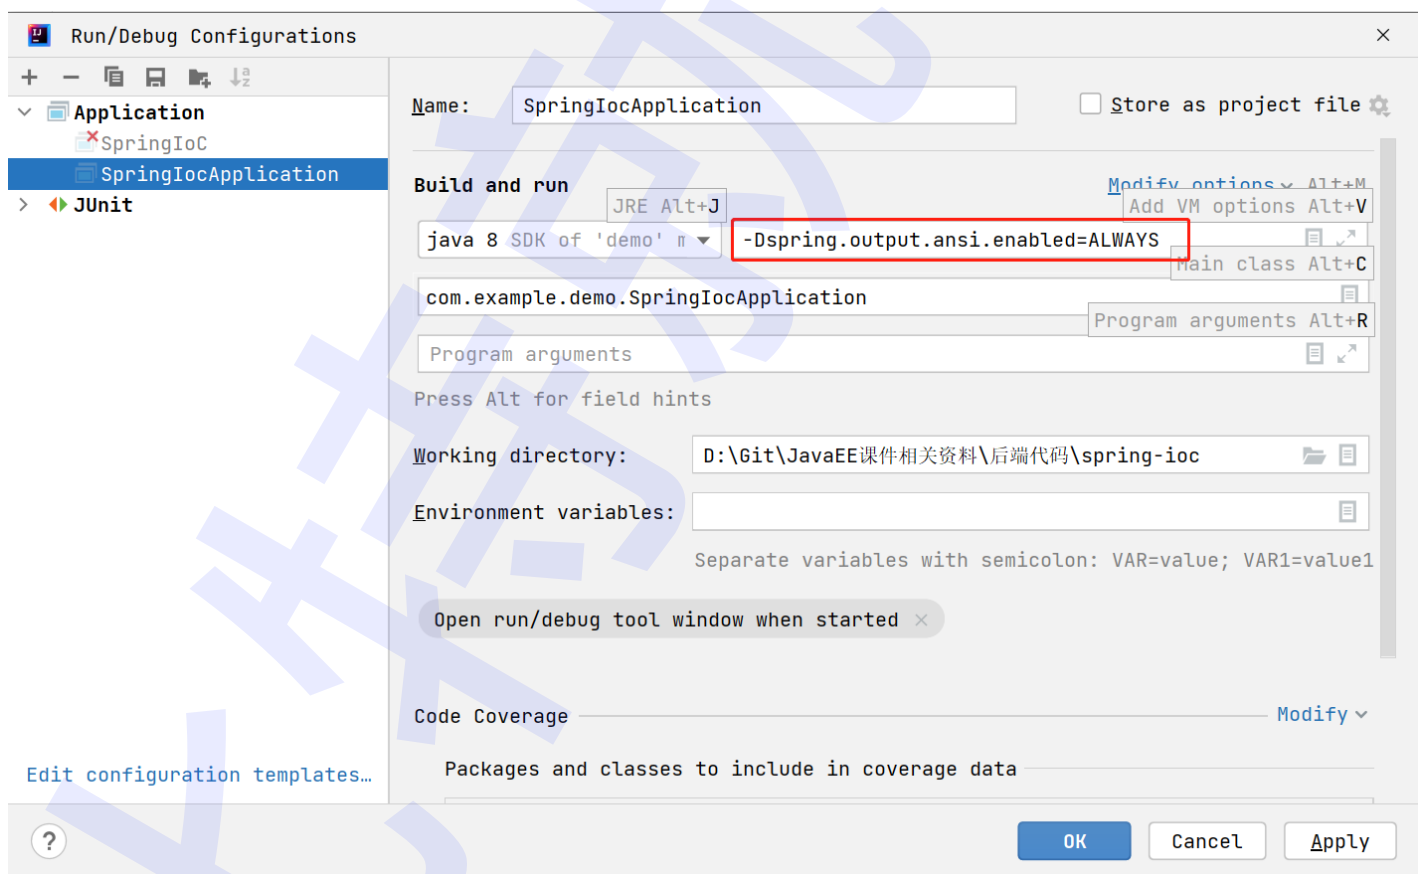 Run/Debug Configurations
Application
SpringIoC
SpringIocApplication
JUnit
Edit configuration templates…
Name: SpringIocApplication Store as project file
Build and run Modify options Alt+M
JRE Alt+J Add VM options Alt+V
java 8 SDK of 'demo' m -Dspring.output.ansi.enabled=ALWAYS
Main class Alt+C
com.example.demo.SpringIocApplication
Program arguments Alt+R
Program arguments
Press Alt for field hints
Working directory: D:\Git\JavaEE课件相关资料\后端代码\spring-ioc
Environment variables:
Separate variables with semicolon: VAR=value; VAR1=value1
Open run/debug tool window when started
Code Coverage Modify
Packages and classes to include in coverage data
? OK Cancel Apply